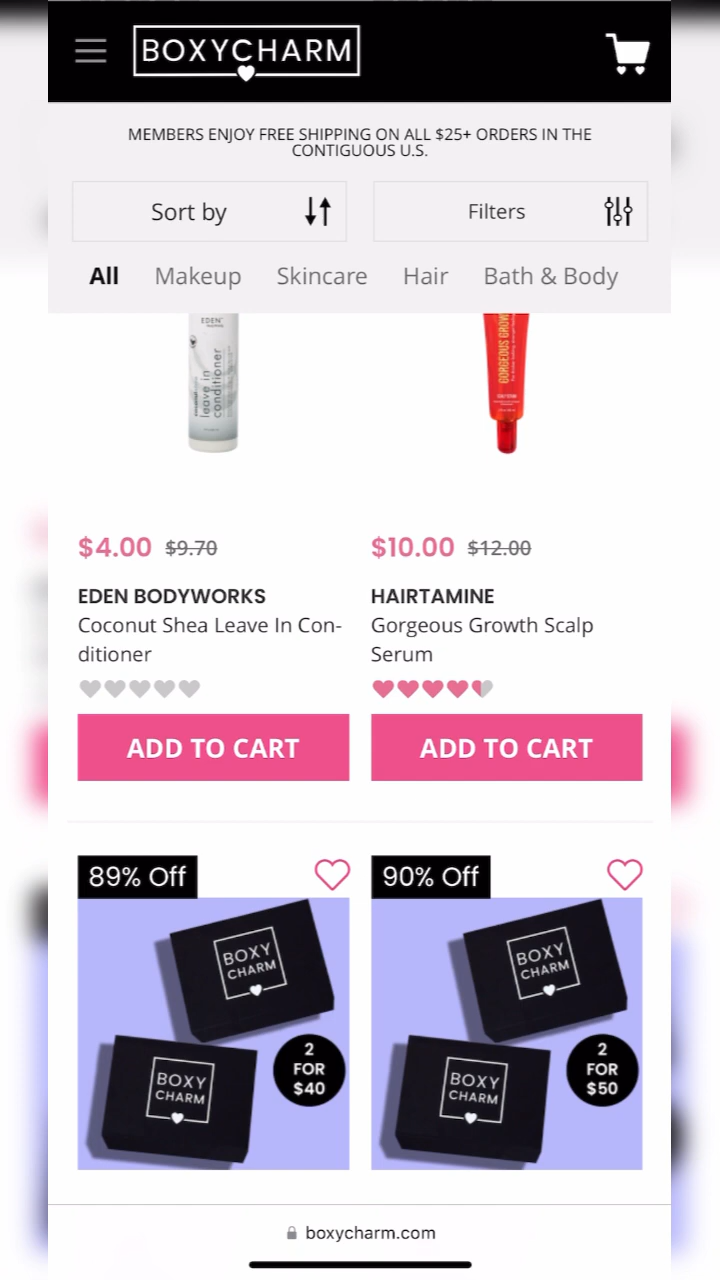 BOXYCHARM
MEMBERS ENJOY FREE SHIPPING ON ALL $25+ ORDERS IN THE
CONTIGUOUS U.S.
Sort by
Filters
All Makeup Skincare Hair Bath & Body
EDEN
leave in
conditioner
GORGEOUS GROW
$4.00 $9.70
EDEN BODYWORKS
Coconut Shea Leave In Con-
ditioner
ADD TO CART
$10.00 $12.00
HAIRTAMINE
Gorgeous Growth Scalp
Serum
ADD TO CART
89% Off
BOXY
CHARM
BOXY
CHARM
2
FOR
$40
90% Off
BOXY
CHARM
BOXY
CHARM
2
FOR
$50
boxycharm.com